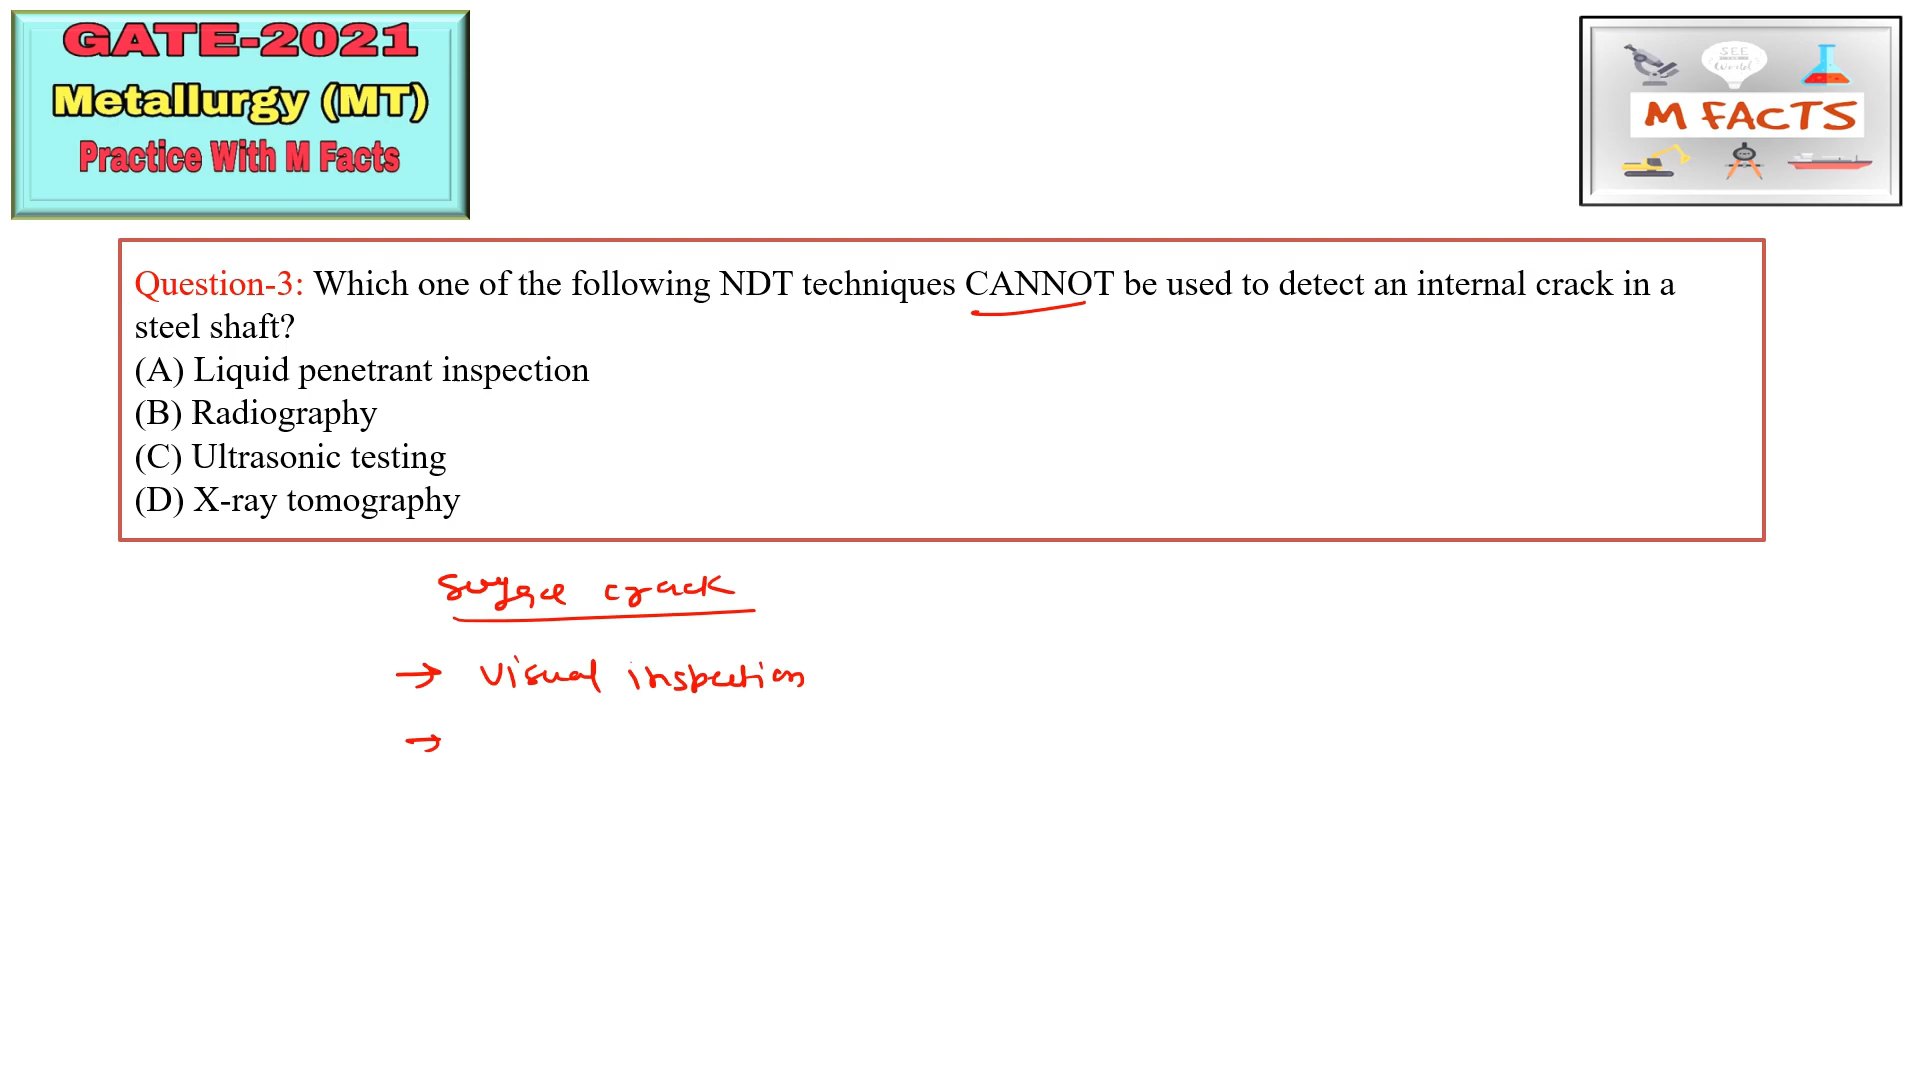 GATE-2021
Metallurgy (MT)
Practice With M Facts
SEE
World
M FACTS
Question-3: Which one of the following NDT techniques CANNOT be used to detect an internal crack in a
steel shaft?
(A) Liquid penetrant inspection
(B) Radiography
(C) Ultrasonic testing
(D) X-ray tomography
Surface crack
→ Visual inspection
→